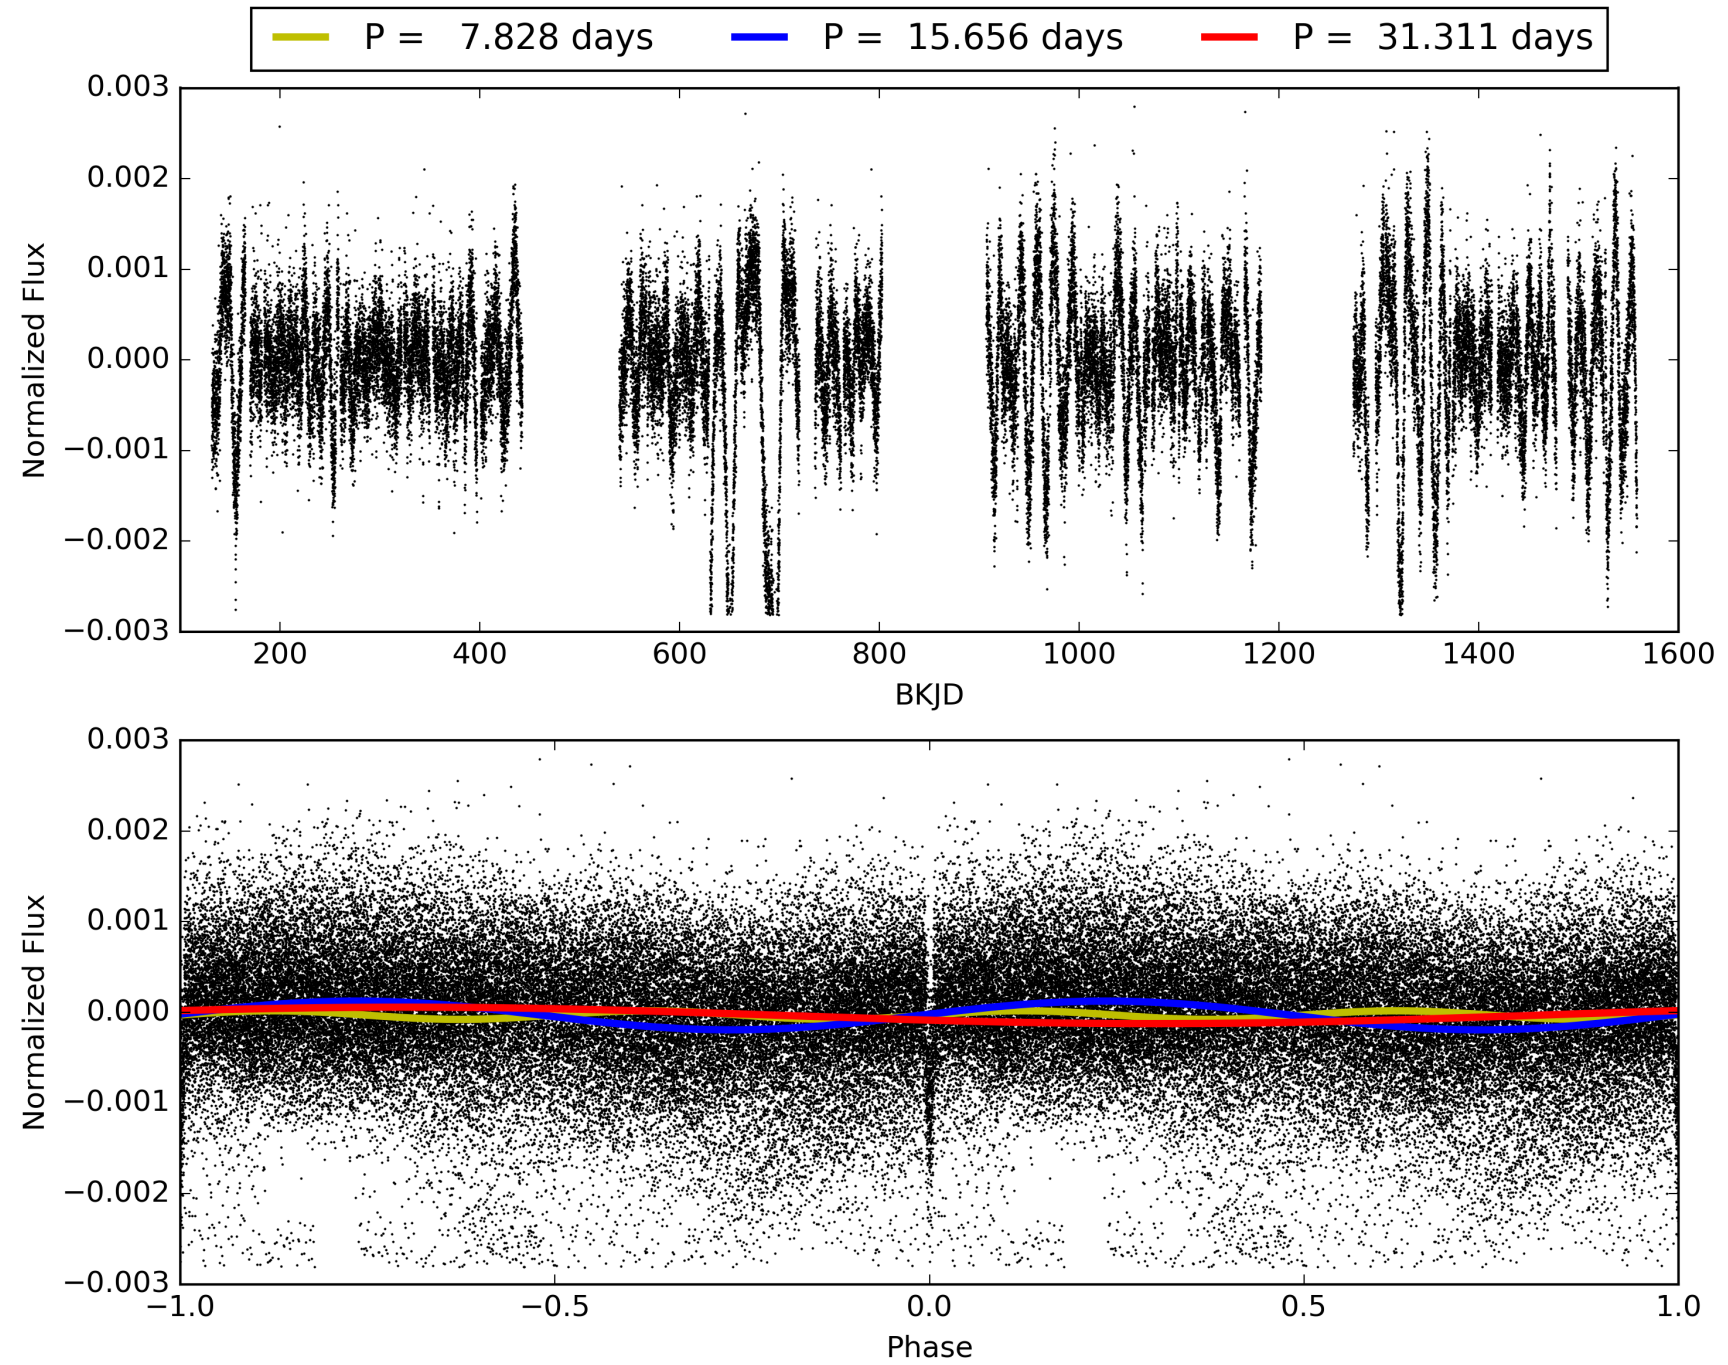 P = 7.828 days P = 15.656 days P = 31.311 days
0.003
0.002
0.001
0.000
−0.001
−0.002
−0.003
Normalized Flux
200 400 600 800 1000 1200 1400 1600
BKJD
0.003
0.002
0.001
0.000
−0.001
−0.002
−0.003
Normalized Flux
−1.0 −0.5 0.0 0.5 1.0
Phase